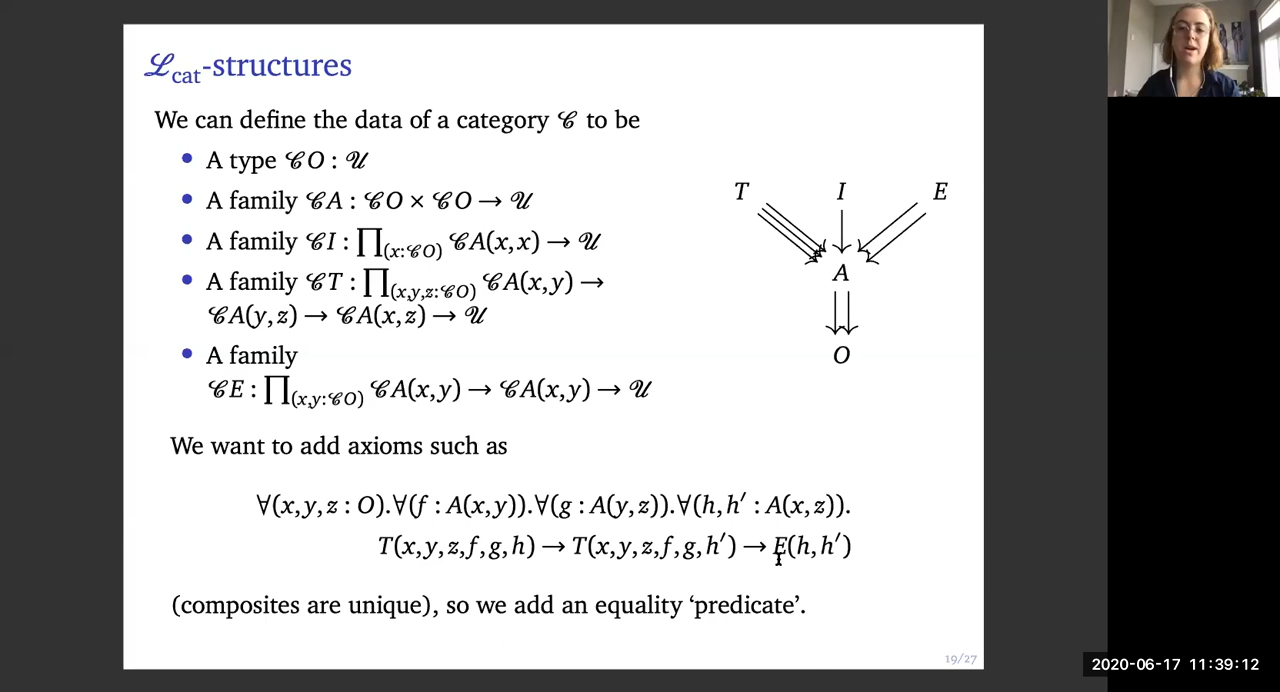 ℒcat-structures
We can define the data of a category 𝒞 to be
• A type 𝒞O : 𝒰
• A family 𝒞A : 𝒞O × 𝒞O → 𝒰
• A family 𝒞I : ∏(x:𝒞O) 𝒞A(x,x) → 𝒰
• A family 𝒞T : ∏(x,y,z:𝒞O) 𝒞A(x,y) →
𝒞A(y,z) → 𝒞A(x,z) → 𝒰
• A family
𝒞E : ∏(x,y:𝒞O) 𝒞A(x,y) → 𝒞A(x,y) → 𝒰
T I E
A
O
We want to add axioms such as
∀(x,y,z : O).∀(f : A(x,y)).∀(g : A(y,z)).∀(h,h′ : A(x,z)).
T(x,y,z,f,g,h) → T(x,y,z,f,g,h′) → E(h,h′)
(composites are unique), so we add an equality ‘predicate’.
19/27
2020-06-17 11:39:12